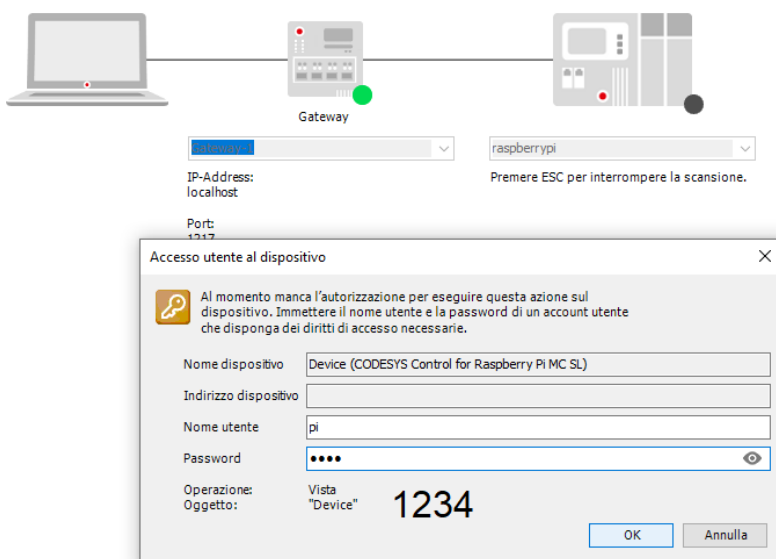 Gateway
Gateway-1
raspberrypi
IP-Address:
localhost
Premere ESC per interrompere la scansione.
Port:
1217
Accesso utente al dispositivo
Al momento manca l'autorizzazione per eseguire questa azione sul
dispositivo. Immettere il nome utente e la password di un account utente
che disponga dei diritti di accesso necessarie.
Nome dispositivo
Device (CODESYS Control for Raspberry Pi MC SL)
Indirizzo dispositivo
Nome utente
pi
Password
••••
Operazione:
Vista
Oggetto:
"Device"
1234
OK
Annulla